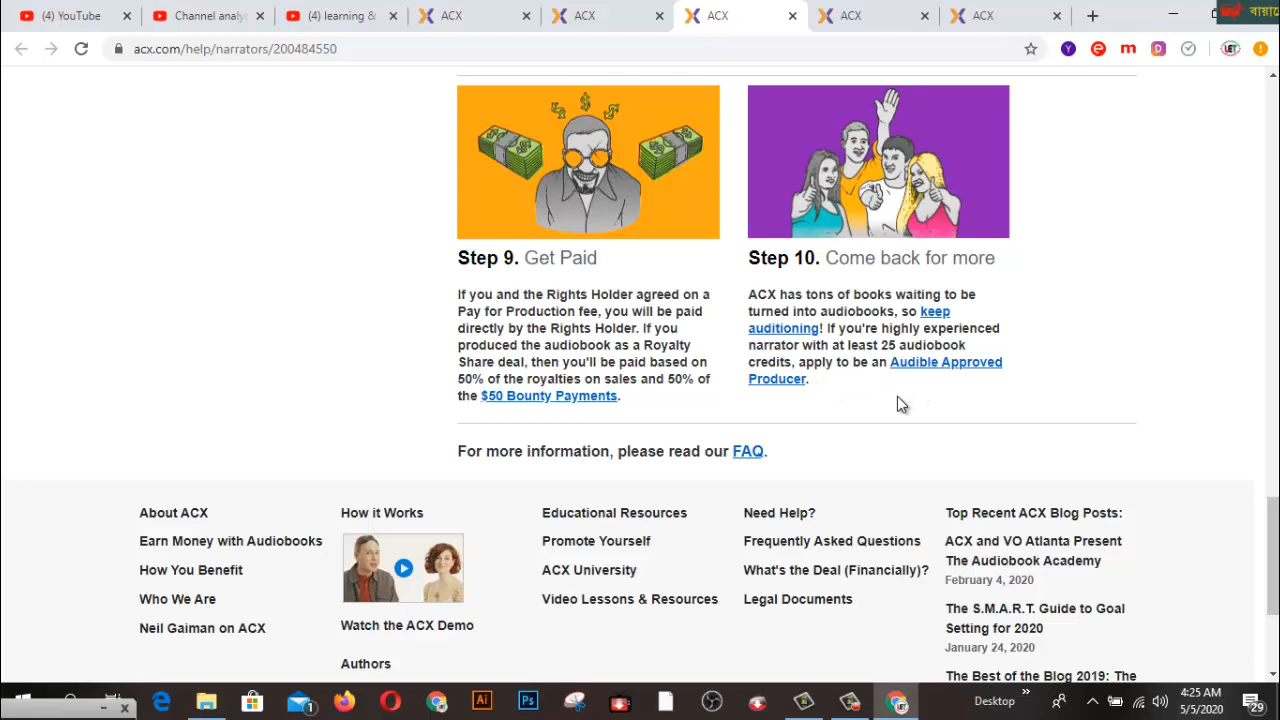 (4) YouTube
Channel analy
(4) learning &
ACX
ACX
ACX
ACX
ACX
acx.com/help/narrators/200484550
Step 9. Get Paid
If you and the Rights Holder agreed on a
Pay for Production fee, you will be paid
directly by the Rights Holder. If you
produced the audiobook as a Royalty
Share deal, then you'll be paid based on
50% of the royalties on sales and 50% of
the $50 Bounty Payments.
Step 10. Come back for more
ACX has tons of books waiting to be
turned into audiobooks, so keep
auditioning! If you're highly experienced
narrator with at least 25 audiobook
credits, apply to be an Audible Approved
Producer.
For more information, please read our FAQ.
About ACX
Earn Money with Audiobooks
How You Benefit
Who We Are
Neil Gaiman on ACX
How it Works
Watch the ACX Demo
Authors
Educational Resources
Promote Yourself
ACX University
Video Lessons & Resources
Need Help?
Frequently Asked Questions
What's the Deal (Financially)?
Legal Documents
Top Recent ACX Blog Posts:
ACX and VO Atlanta Present
The Audiobook Academy
February 4, 2020
The S.M.A.R.T. Guide to Goal
Setting for 2020
January 24, 2020
The Best of the Blog 2019: The
Desktop
4:25 AM
5/5/2020
29